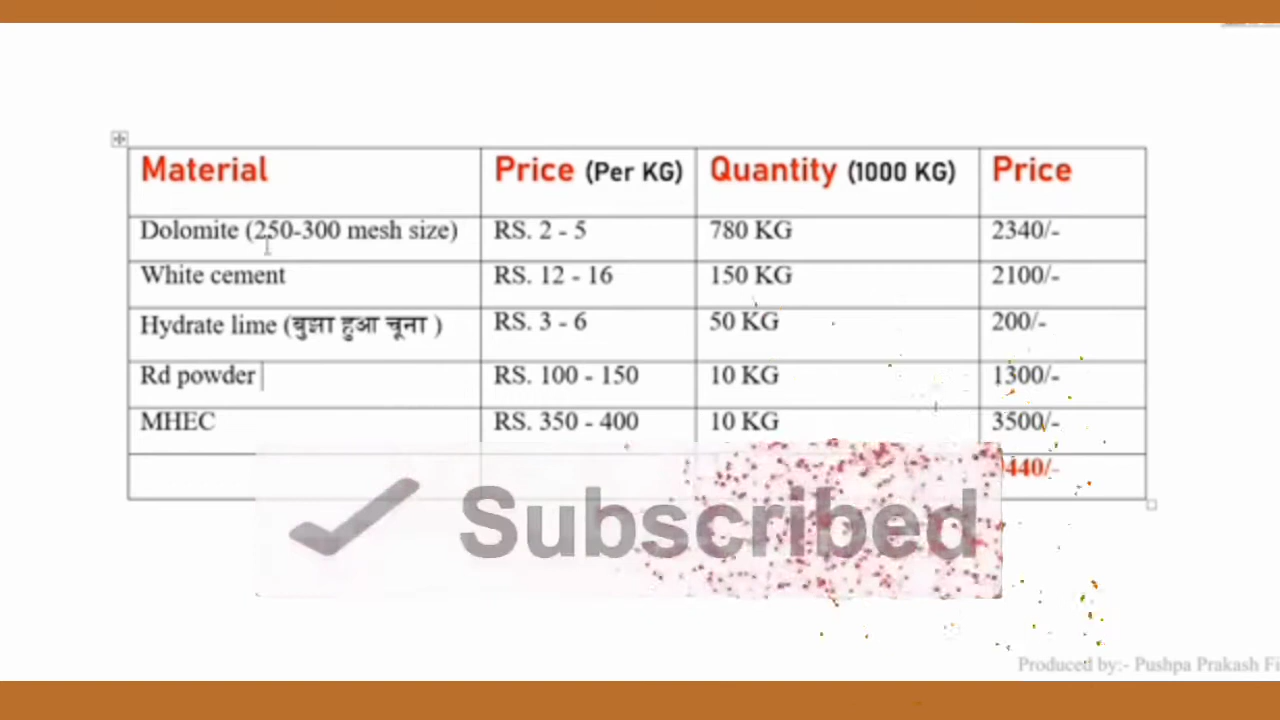 Material Price (Per KG) Quantity (1000 KG) Price
Dolomite (250-300 mesh size) RS. 2 - 5 780 KG 2340/-
White cement RS. 12 - 16 150 KG 2100/-
Hydrate lime (बुझा हुआ चूना ) RS. 3 - 6 50 KG 200/-
Rd powder RS. 100 - 150 10 KG 1300/-
MHEC RS. 350 - 400 10 KG 3500/-
440/-
Subscribed
Produced by:- Pushpa Prakash Fi